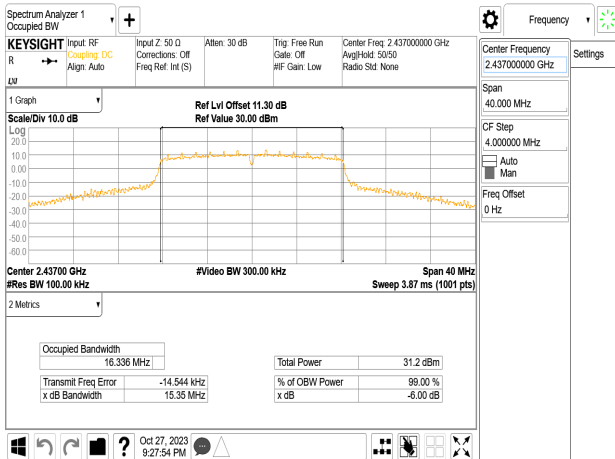 Spectrum Analyzer 1
Occupied BW
Frequency
KEYSIGHT
R
Input: RF
Coupling: DC
Align: Auto
Input Z: 50 Ω
Corrections: Off
Freq Ref: Int (S)
Atten: 30 dB
Trig: Free Run
Gate: Off
#IF Gain: Low
Center Freq: 2.437000000 GHz
Avg|Hold: 50/50
Radio Std: None
Center Frequency
2.437000000 GHz
Settings
Span
40.000 MHz
CF Step
4.000000 MHz
Auto
Man
Freq Offset
0 Hz
1 Graph
Scale/Div 10.0 dB
Ref Lvl Offset 11.30 dB
Ref Value 30.00 dBm
Log
20.0
10.0
0.00
-10.0
-20.0
-30.0
-40.0
-50.0
-60.0
Center 2.43700 GHz
#Res BW 100.00 kHz
#Video BW 300.00 kHz
Span 40 MHz
Sweep 3.87 ms (1001 pts)
2 Metrics
Occupied Bandwidth
16.336 MHz
Transmit Freq Error -14.544 kHz
x dB Bandwidth 15.35 MHz
Total Power 31.2 dBm
% of OBW Power 99.00 %
x dB -6.00 dB
?
Oct 27, 2023
9:27:54 PM